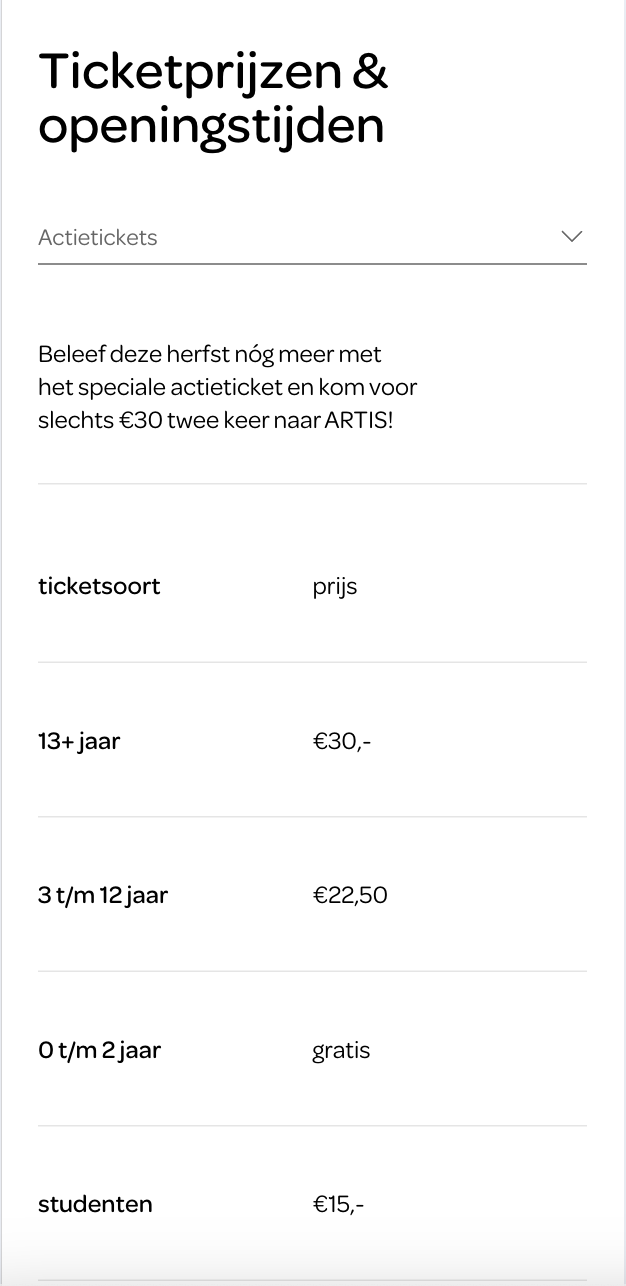 Ticketprijzen &
openingstijden
Actietickets
Beleef deze herfst nóg meer met
het speciale actieticket en kom voor
slechts €30 twee keer naar ARTIS!
ticketsoort prijs
13+ jaar €30,-
3 t/m 12 jaar €22,50
0 t/m 2 jaar gratis
studenten €15,-